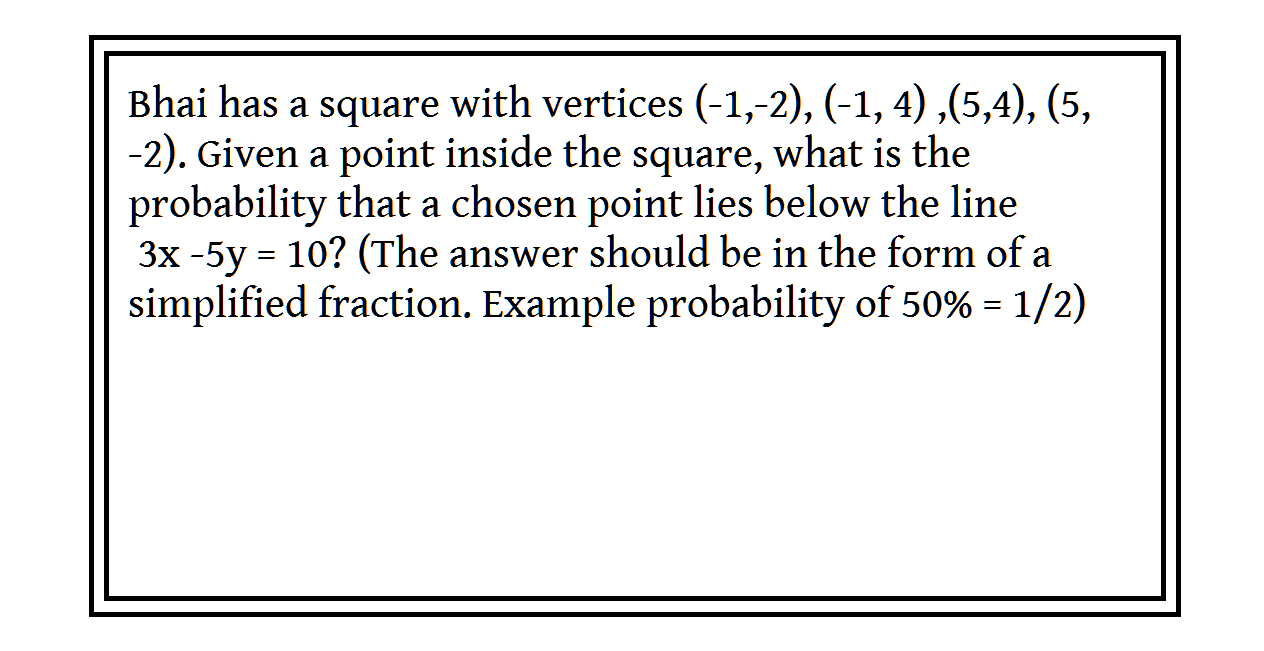 Bhai has a square with vertices (-1,-2), (-1, 4) ,(5,4), (5,
-2). Given a point inside the square, what is the
probability that a chosen point lies below the line
3x -5y = 10? (The answer should be in the form of a
simplified fraction. Example probability of 50% = 1/2)